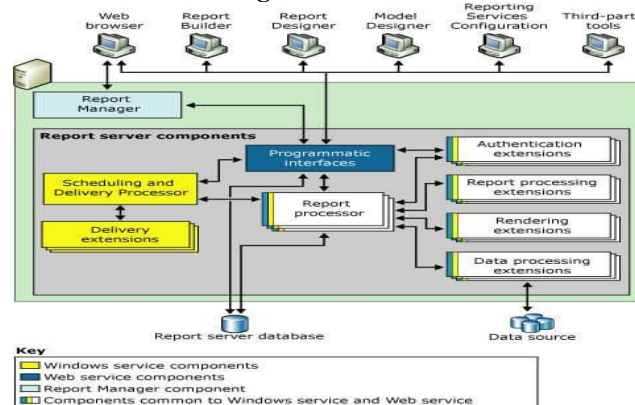 Web
browser
Report
Builder
Report
Designer
Model
Designer
Reporting
Services
Configuration
Third-part
tools
Report
Manager
Report server components
Programmatic
interfaces
Authentication
extensions
Scheduling and
Delivery Processor
Report
processor
Report processing
extensions
Delivery
extensions
Rendering
extensions
Data processing
extensions
Report server database
Data source
Key
Windows service components
Web service components
Report Manager component
Components common to Windows service and Web service